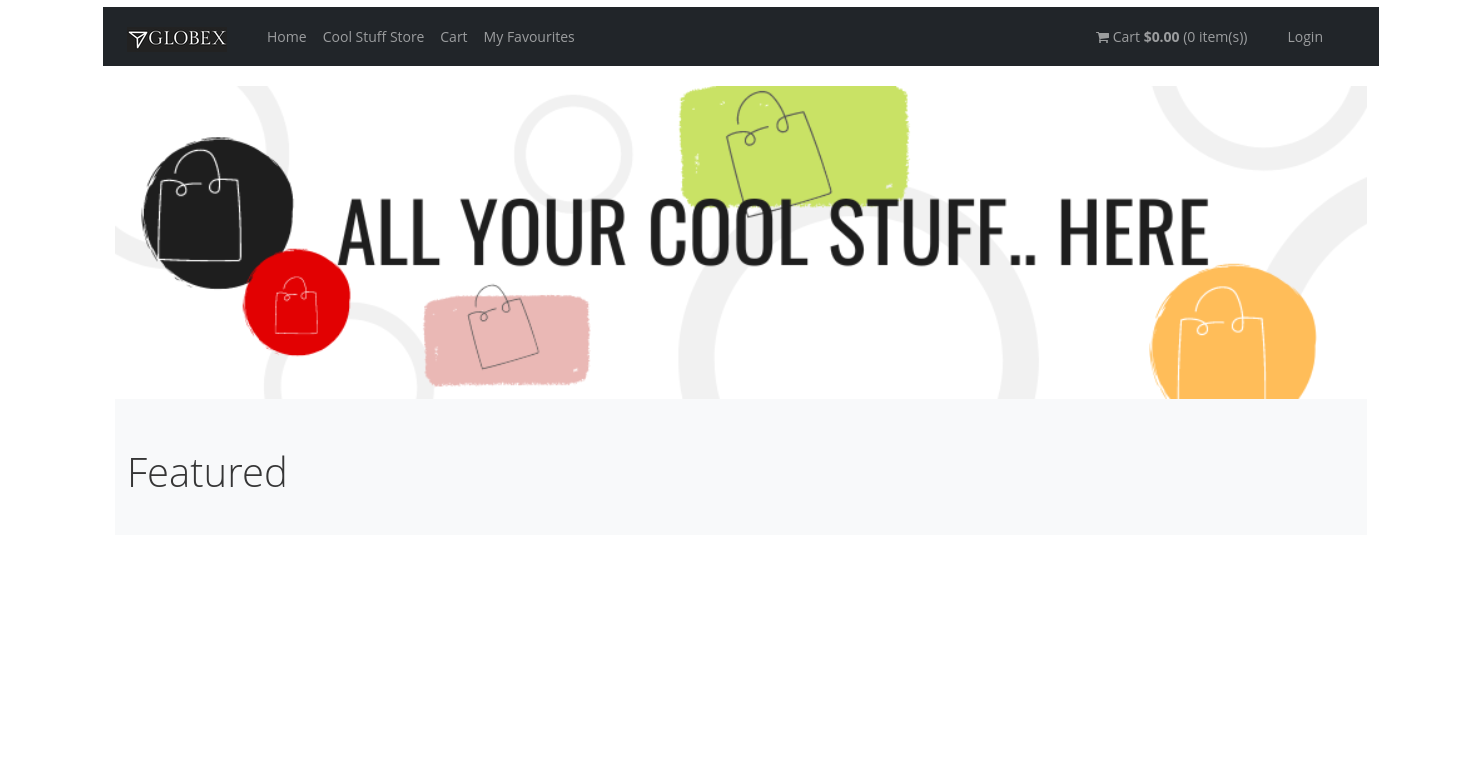 GLOBEX Home Cool Stuff Store Cart My Favourites Cart $0.00 (0 item(s)) Login
ALL YOUR COOL STUFF.. HERE
Featured